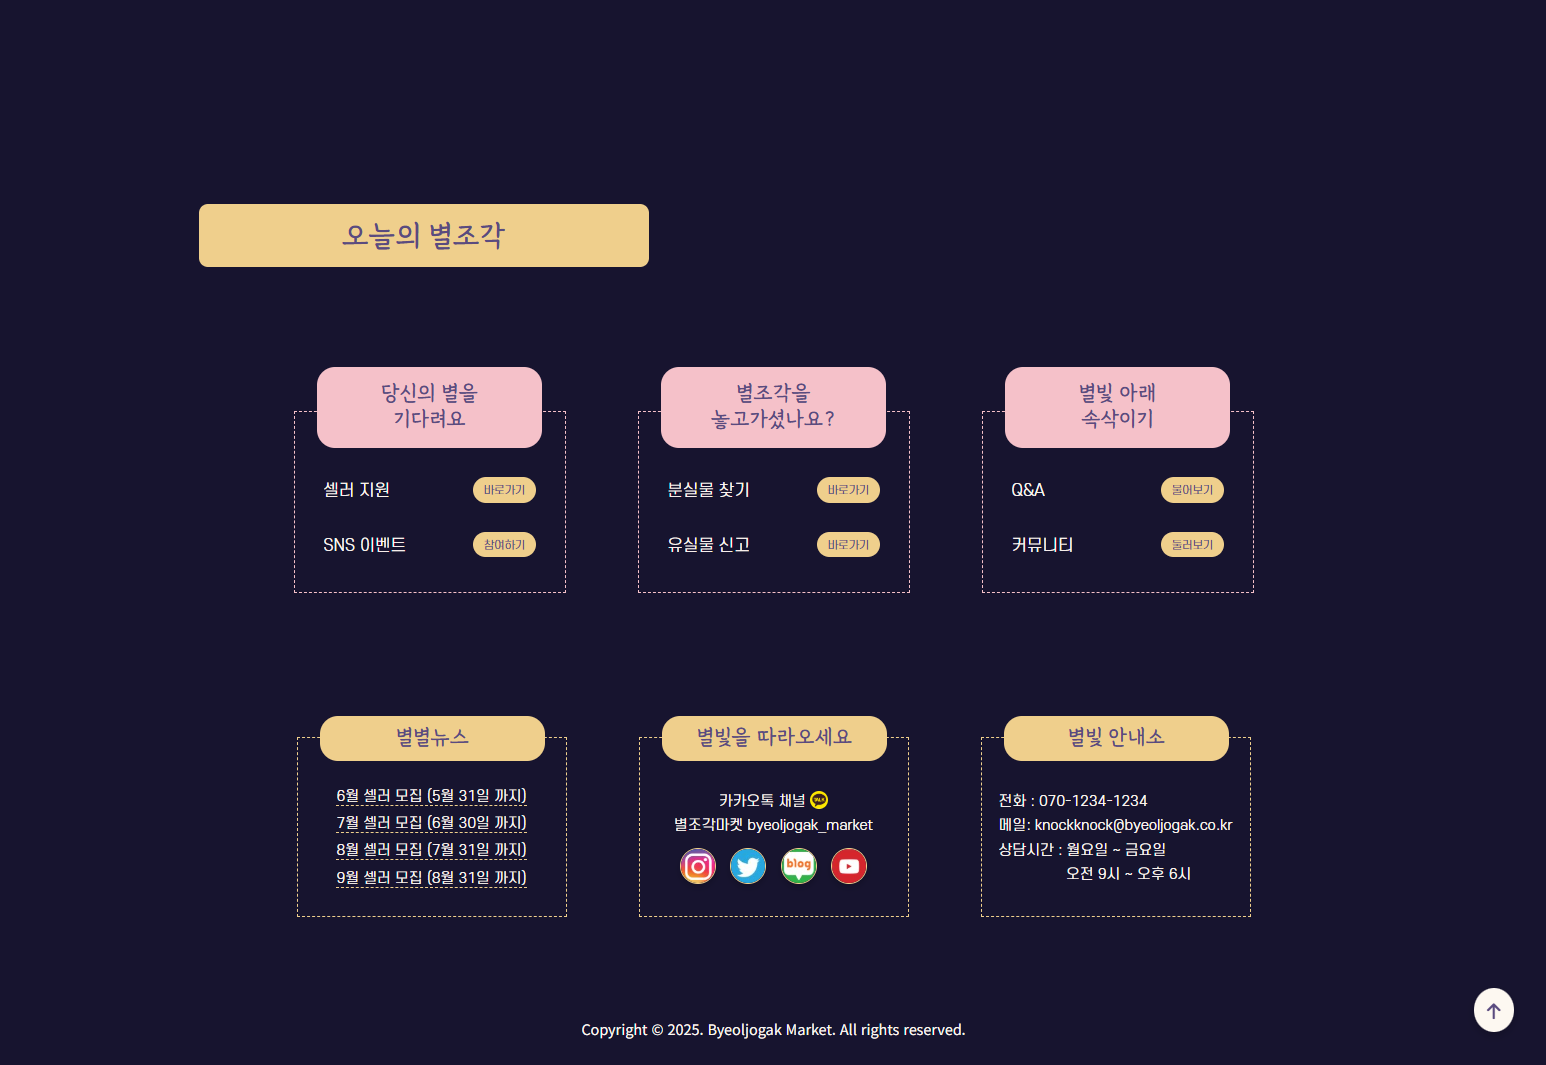 오늘의 별조각
당신의 별을
기다려요
셀러 지원
바로가기
SNS 이벤트
참여하기
별조각을
놓고가셨나요?
분실물 찾기
바로가기
유실물 신고
바로가기
별빛 아래
속삭이기
Q&A
물어보기
커뮤니티
둘러보기
별별뉴스
6월 셀러 모집 (5월 31일 까지)
7월 셀러 모집 (6월 30일 까지)
8월 셀러 모집 (7월 31일 까지)
9월 셀러 모집 (8월 31일 까지)
별빛을 따라오세요
카카오톡 채널
TALK
별조각마켓 byeoljogak_market
blog
별빛 안내소
전화 : 070-1234-1234
메일: knockknock@byeoljogak.co.kr
상담시간 : 월요일 ~ 금요일
오전 9시 ~ 오후 6시
Copyright © 2025. Byeoljogak Market. All rights reserved.